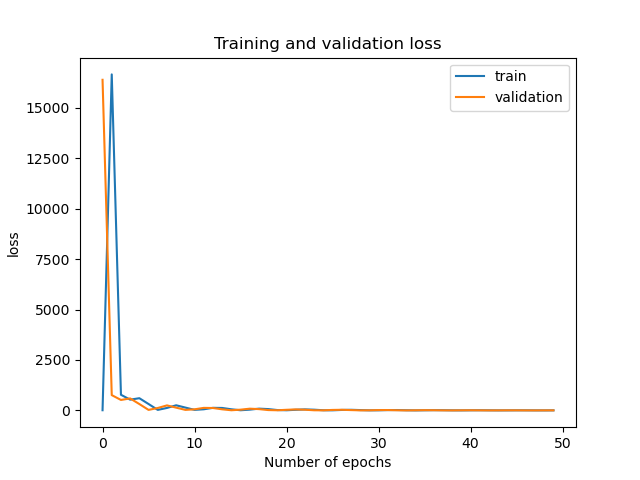 Training and validation loss
train
validation
15000
12500
10000
7500
5000
2500
0
loss
0 10 20 30 40 50
Number of epochs